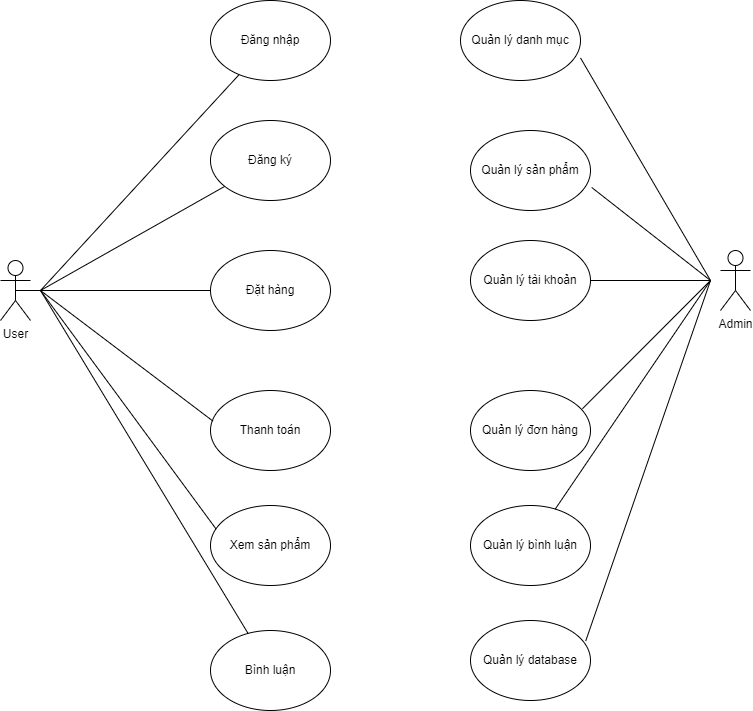 Đăng nhập
Quản lý danh mục
Đăng ký
Quản lý sản phẩm
Đặt hàng
Quản lý tài khoản
User
Admin
Thanh toán
Quản lý đơn hàng
Xem sản phẩm
Quản lý bình luận
Bình luận
Quản lý database